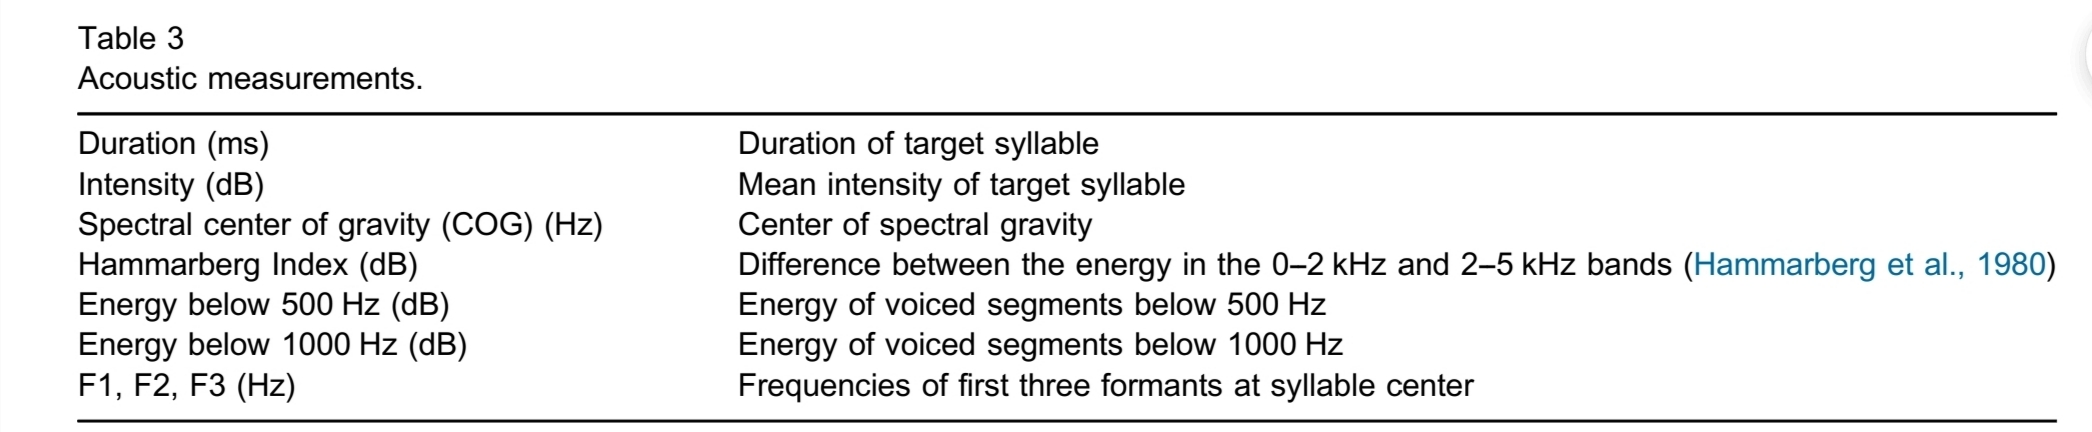 Table 3
Acoustic measurements.
Duration (ms) Duration of target syllable
Intensity (dB) Mean intensity of target syllable
Spectral center of gravity (COG) (Hz) Center of spectral gravity
Hammarberg Index (dB) Difference between the energy in the 0–2 kHz and 2–5 kHz bands (Hammarberg et al., 1980)
Energy below 500 Hz (dB) Energy of voiced segments below 500 Hz
Energy below 1000 Hz (dB) Energy of voiced segments below 1000 Hz
F1, F2, F3 (Hz) Frequencies of first three formants at syllable center